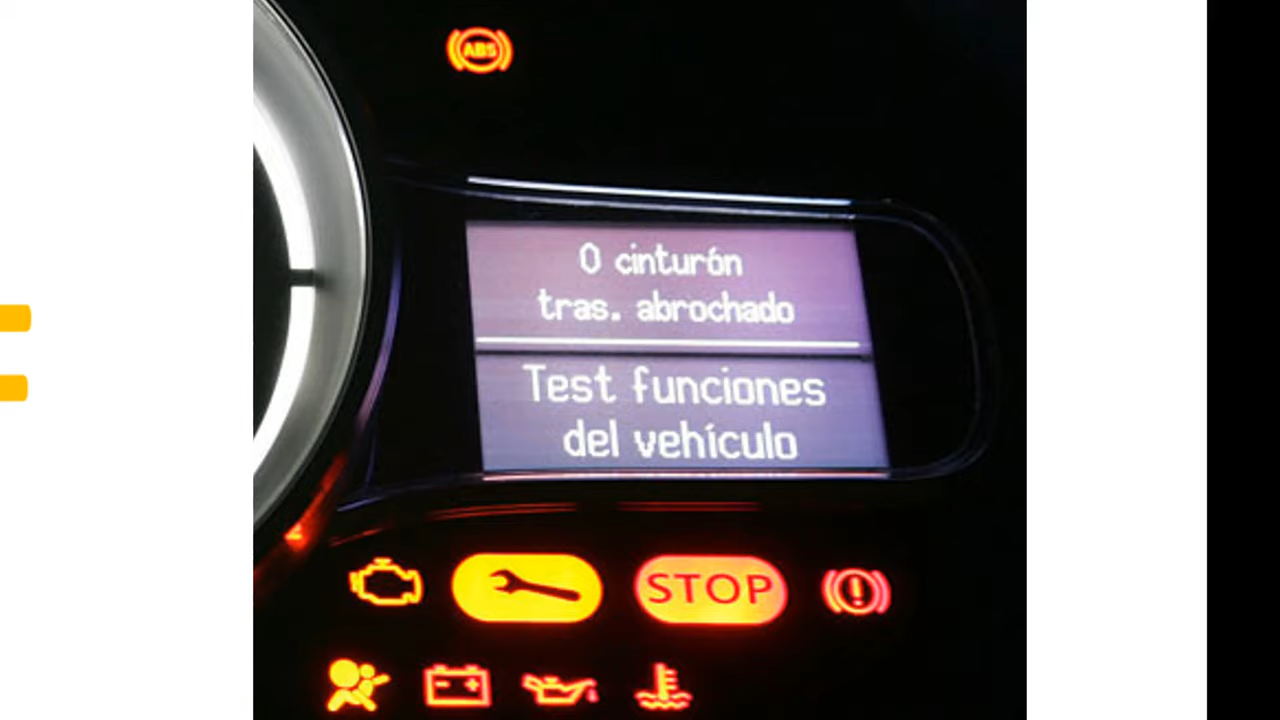 ABS
0 cinturón
tras. abrochado
Test funciones
del vehículo
STOP